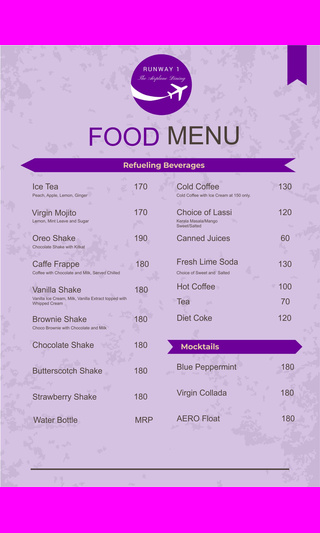 RUNWAY 1
The Airplane Dining
FOOD MENU
Refueling Beverages
Ice Tea 170
Peach, Apple, Lemon, Ginger
Virgin Mojito 170
Lemon, Mint Leave and Sugar
Oreo Shake 190
Chocolate Shake with Kitkat
Caffe Frappe 180
Coffee with Chocolate and Milk, Served Chilled
Vanilla Shake 180
Vanilla Ice Cream, Milk, Vanilla Extract topped with
Whipped Cream
Brownie Shake 180
Choco Brownie with Chocolate and Milk
Chocolate Shake 180
Butterscotch Shake 180
Strawberry Shake 180
Water Bottle MRP
Cold Coffee 130
Cold Coffee with Ice Cream at 100 only
Choice of Lassi 120
Kesaria Masala/Mango
Sweet/Salted
Canned Juices 60
Fresh Lime Soda 130
Choice of Sweet and Salted
Hot Coffee 100
Tea 70
Diet Coke 120
Mocktails
Blue Peppermint 180
Virgin Collada 180
AERO Float 180